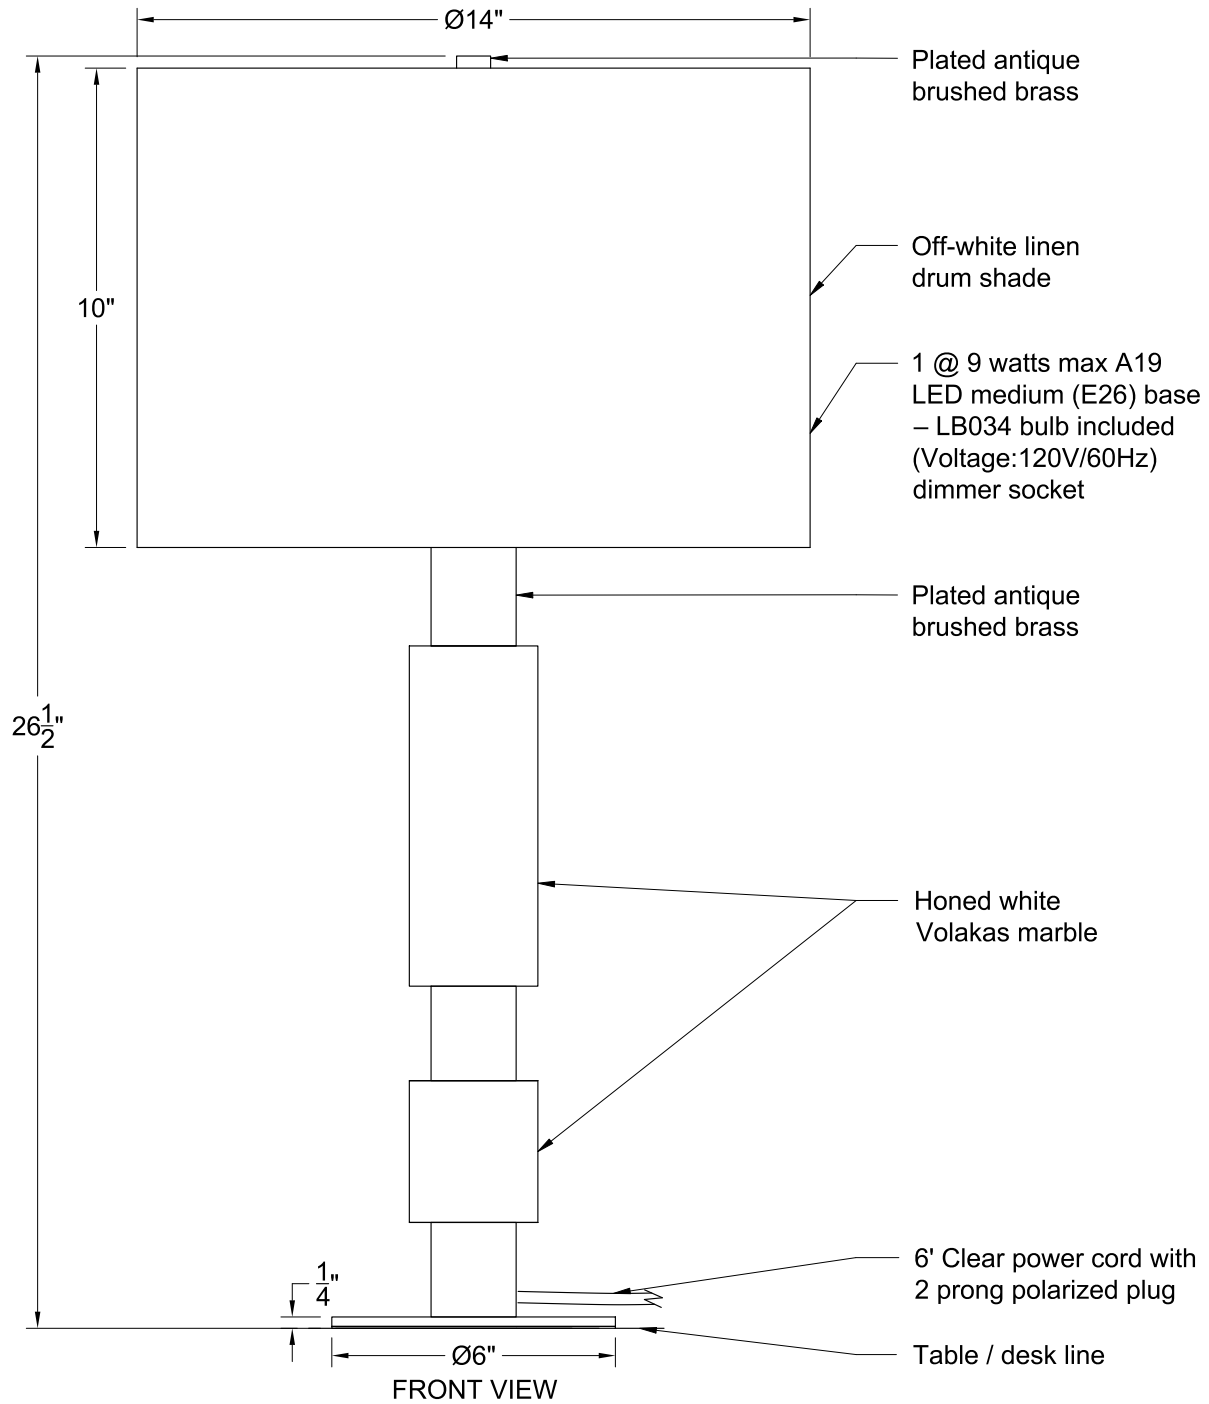 Ø14"
Plated antique
brushed brass
Off-white linen
drum shade
10"
1 @ 9 watts max A19
LED medium (E26) base
– LB034 bulb included
(Voltage:120V/60Hz)
dimmer socket
Plated antique
brushed brass
26 1/2"
Honed white
Volakas marble
6' Clear power cord with
2 prong polarized plug
1/4"
Table / desk line
Ø6"
FRONT VIEW